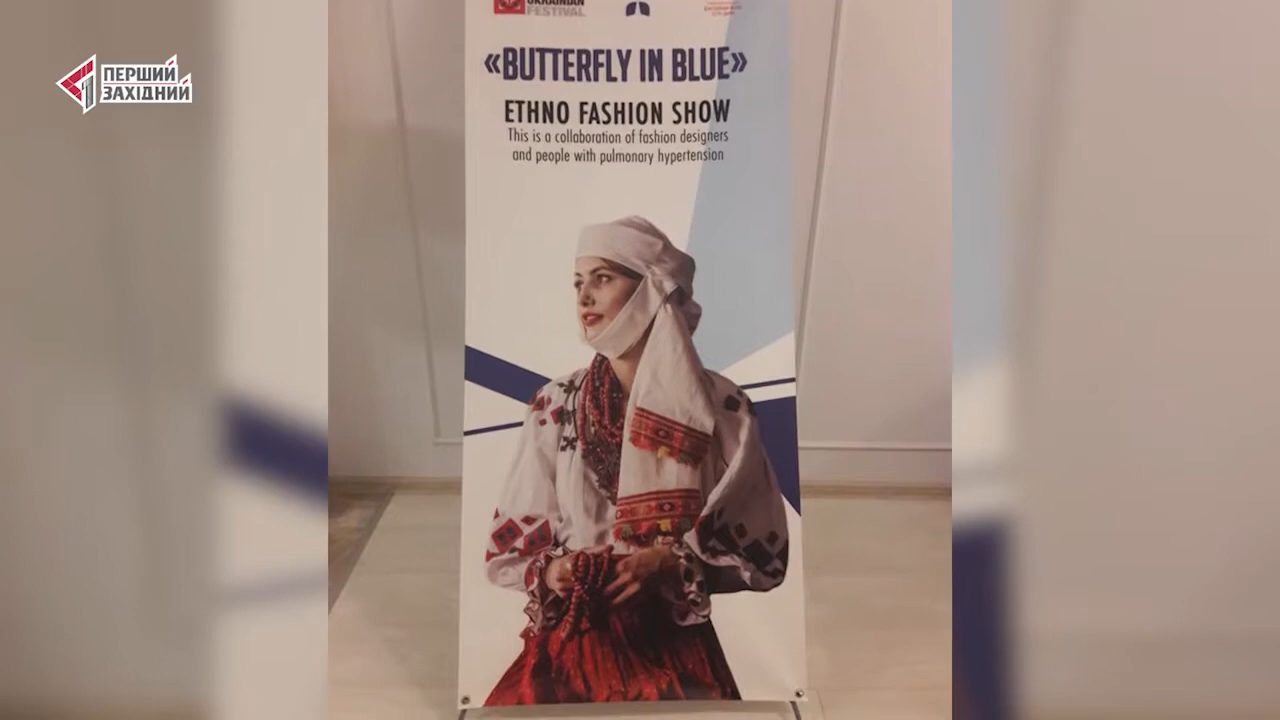 ПЕРШИЙ
ЗАХІДНИЙ
UKRAINIAN
FESTIVAL
«BUTTERFLY IN BLUE»
ETHNO FASHION SHOW
This is a collaboration of fashion designers
and people with pulmonary hypertension